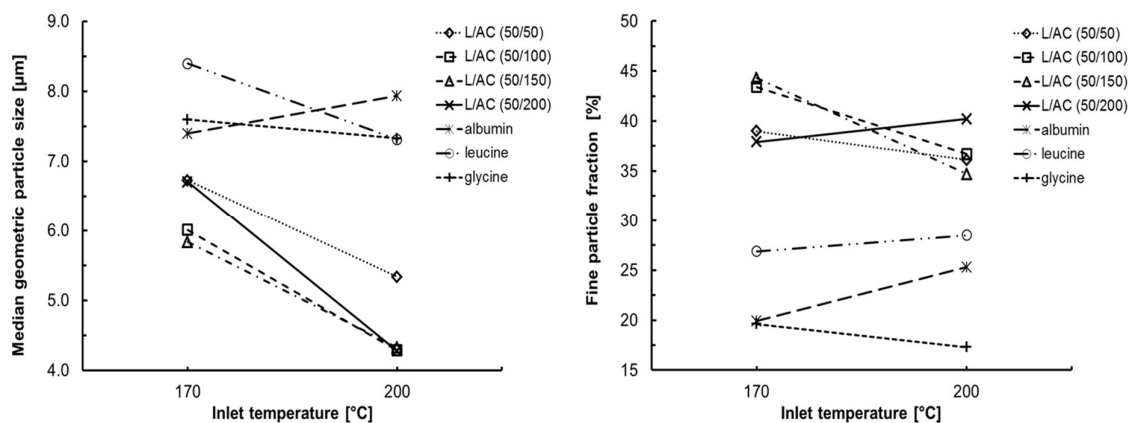 Median geometric particle size [µm]
9.0
8.0
7.0
6.0
5.0
4.0
170
200
Inlet temperature [°C]
L/AC (50/50)
L/AC (50/100)
L/AC (50/150)
L/AC (50/200)
albumin
leucine
glycine
Fine particle fraction [%]
50
45
40
35
30
25
20
15
170
200
Inlet temperature [°C]
L/AC (50/50)
L/AC (50/100)
L/AC (50/150)
L/AC (50/200)
albumin
leucine
glycine